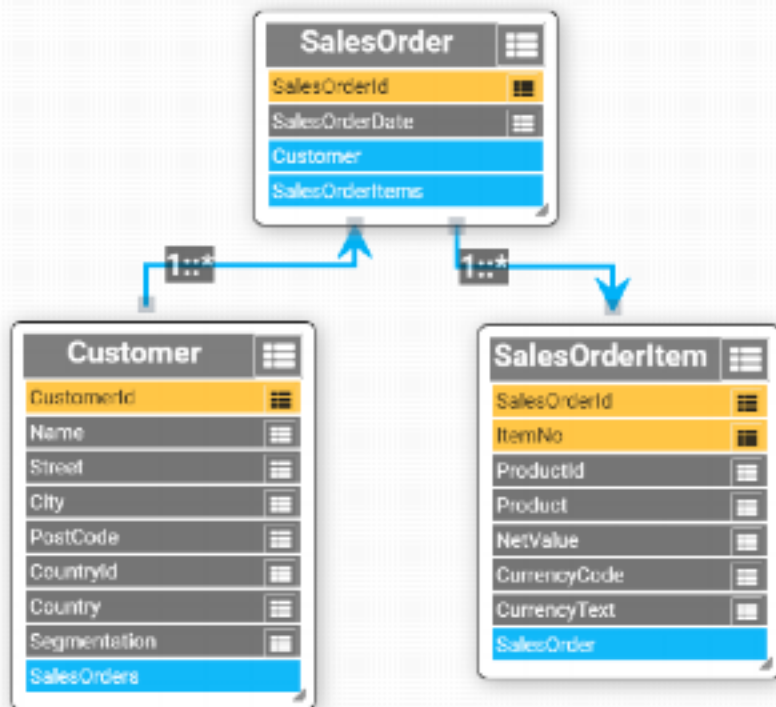 SalesOrder
SalesOrderId
SalesOrderDate
Customer
SalesOrderItems
1::*
1::*
Customer
CustomerId
Name
Street
City
PostCode
CountryId
Country
Segmentation
SalesOrders
SalesOrderItem
SalesOrderId
ItemNo
ProductId
Product
NetValue
CurrencyCode
CurrencyText
SalesOrder